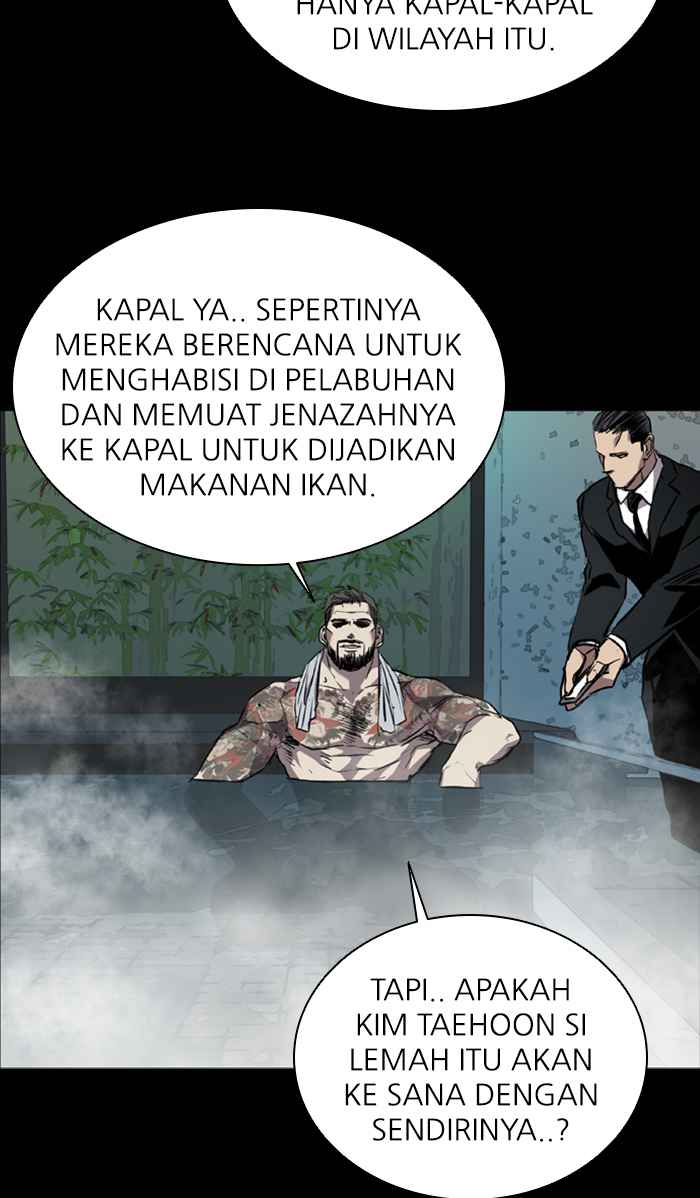 HANYA KAPAL-KAPAL
DI WILAYAH ITU.
KAPAL YA.. SEPERTINYA
MEREKA BERENCANA UNTUK
MENGHABISI DI PELABUHAN
DAN MEMUAT JENAZAHNYA
KE KAPAL UNTUK DIJADIKAN
MAKANAN IKAN.
TAPI.. APAKAH
KIM TAEHOON SI
LEMAH ITU AKAN
KE SANA DENGAN
SENDIRINYA..?